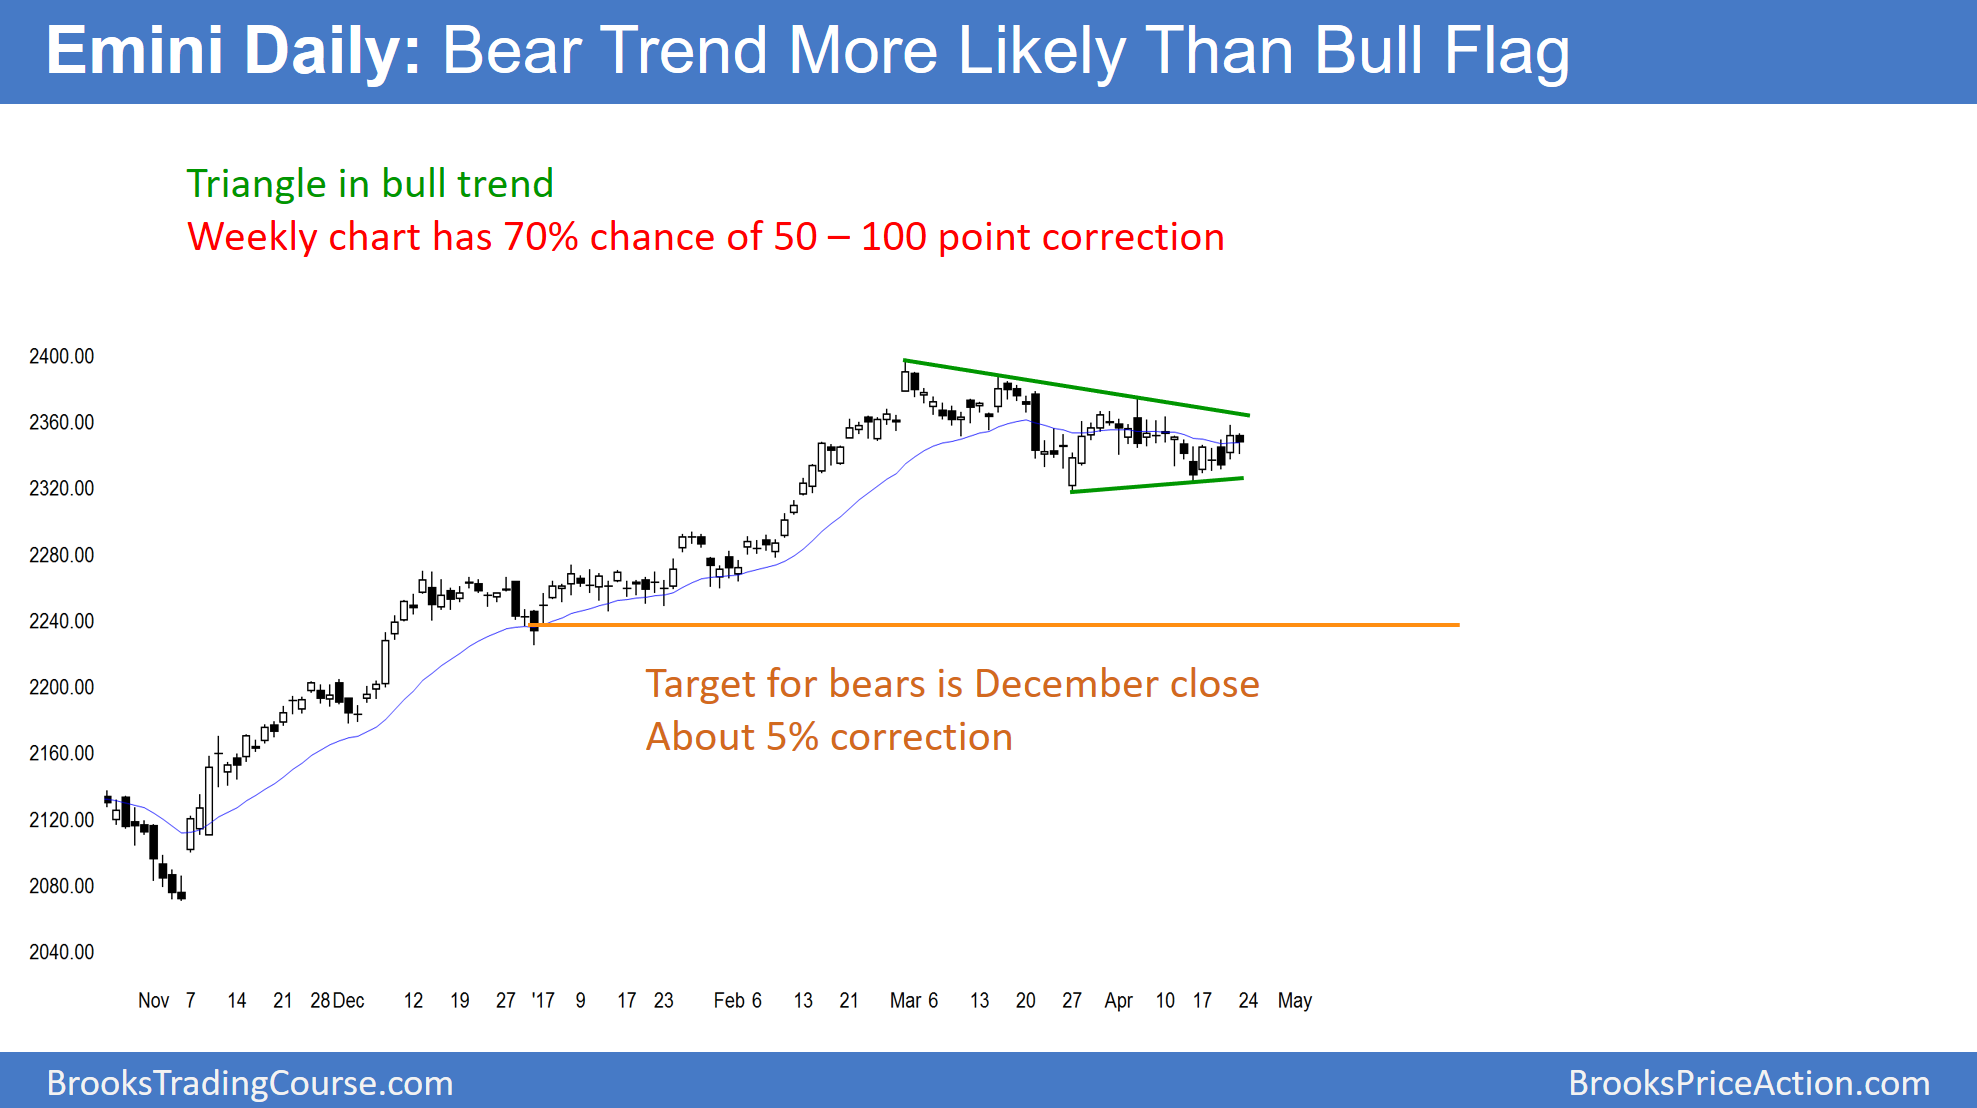 Emini Daily: Bear Trend More Likely Than Bull Flag
Triangle in bull trend
Weekly chart has 70% chance of 50 – 100 point correction
2400.00
2360.00
2320.00
2280.00
2240.00
2200.00
2160.00
2120.00
2080.00
2040.00
Target for bears is December close
About 5% correction
Nov 7 14 21 28 Dec 12 19 27 '17 9 17 23 Feb 6 13 21 Mar 6 13 20 27 Apr 10 17 24 May
BrooksTradingCourse.com
BrooksPriceAction.com